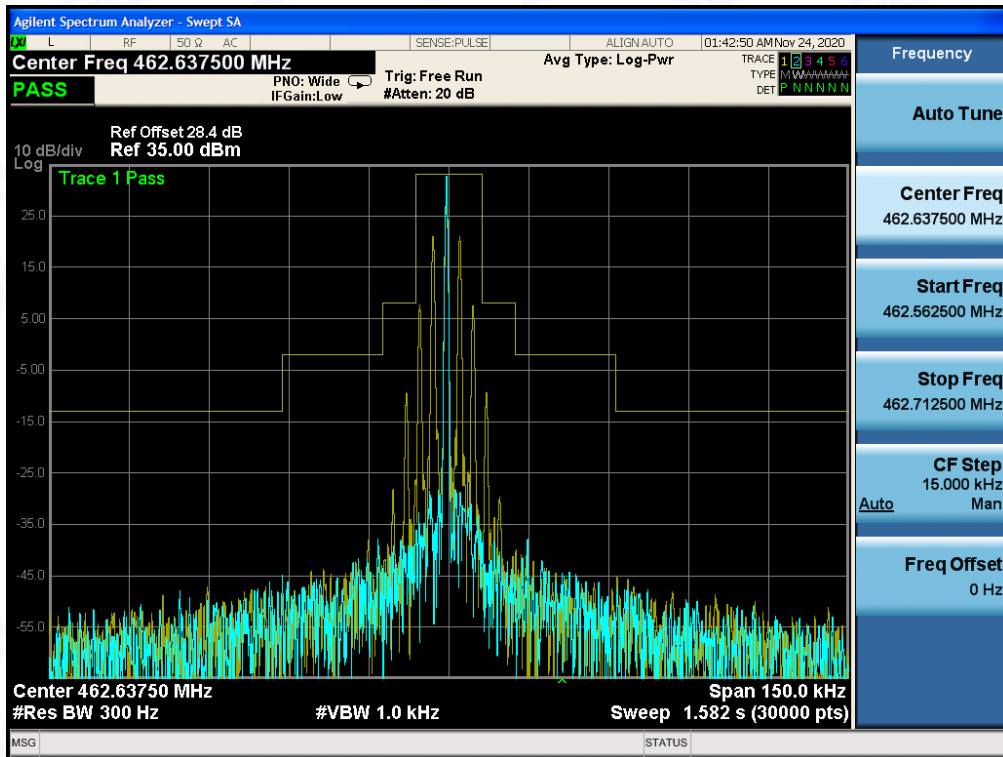 Agilent Spectrum Analyzer - Swept SA
LXI L RF 50 Ω AC SENSE:PULSE ALIGN AUTO 01:42:50 AM Nov 24, 2020
Center Freq 462.637500 MHz
Avg Type: Log-Pwr
TRACE 1 2 3 4 5 6
TYPE M
DET P N N N N N
PASS
PNO: Wide
IFGain:Low
Trig: Free Run
#Atten: 20 dB
Ref Offset 28.4 dB
10 dB/div Ref 35.00 dBm
Log
Trace 1 Pass
25.0
15.0
5.00
-5.00
-15.0
-25.0
-35.0
-45.0
-55.0
Center 462.63750 MHz Span 150.0 kHz
#Res BW 300 Hz #VBW 1.0 kHz Sweep 1.582 s (30000 pts)
MSG STATUS
Frequency
Auto Tune
Center Freq
462.637500 MHz
Start Freq
462.562500 MHz
Stop Freq
462.712500 MHz
CF Step
15.000 kHz
Auto Man
Freq Offset
0 Hz